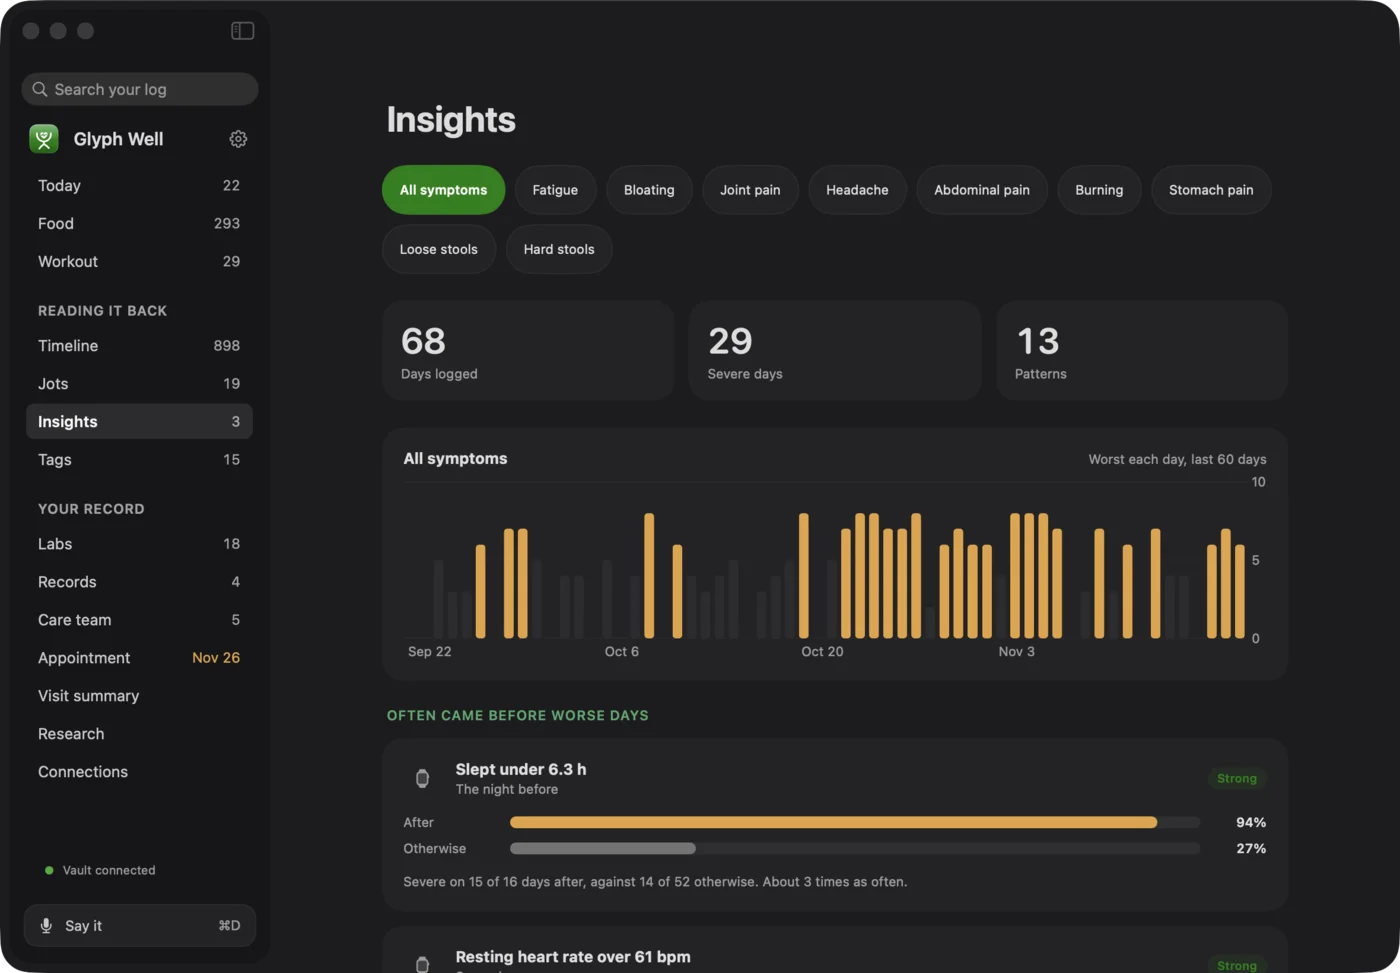 Search your log
Glyph Well
Today 22
Food 293
Workout 29
READING IT BACK
Timeline 898
Jots 19
Insights 3
Tags 15
YOUR RECORD
Labs 18
Records 4
Care team 5
Appointment Nov 26
Visit summary
Research
Connections
Vault connected
Say it ⌘D
Insights
All symptoms Fatigue Bloating Joint pain Headache Abdominal pain Burning Stomach pain
Loose stools Hard stools
68 29 13
Days logged Severe days Patterns
All symptoms Worst each day, last 60 days
10
5
0
Sep 22 Oct 6 Oct 20 Nov 3
OFTEN CAME BEFORE WORSE DAYS
Slept under 6.3 h
The night before
Strong
After 94%
Otherwise 27%
Severe on 15 of 16 days after, against 14 of 52 otherwise. About 3 times as often.
Resting heart rate over 61 bpm
Strong